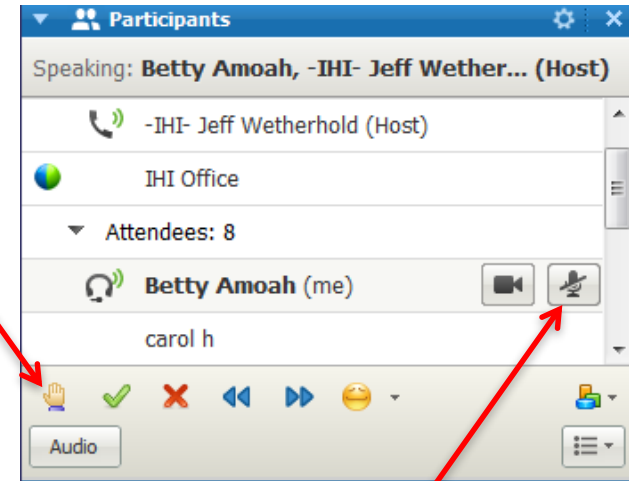 Participants
Speaking: Betty Amoah, -IHI- Jeff Wether... (Host)
-IHI- Jeff Wetherhold (Host)
IHI Office
Attendees: 8
Betty Amoah (me)
carol h
Audio